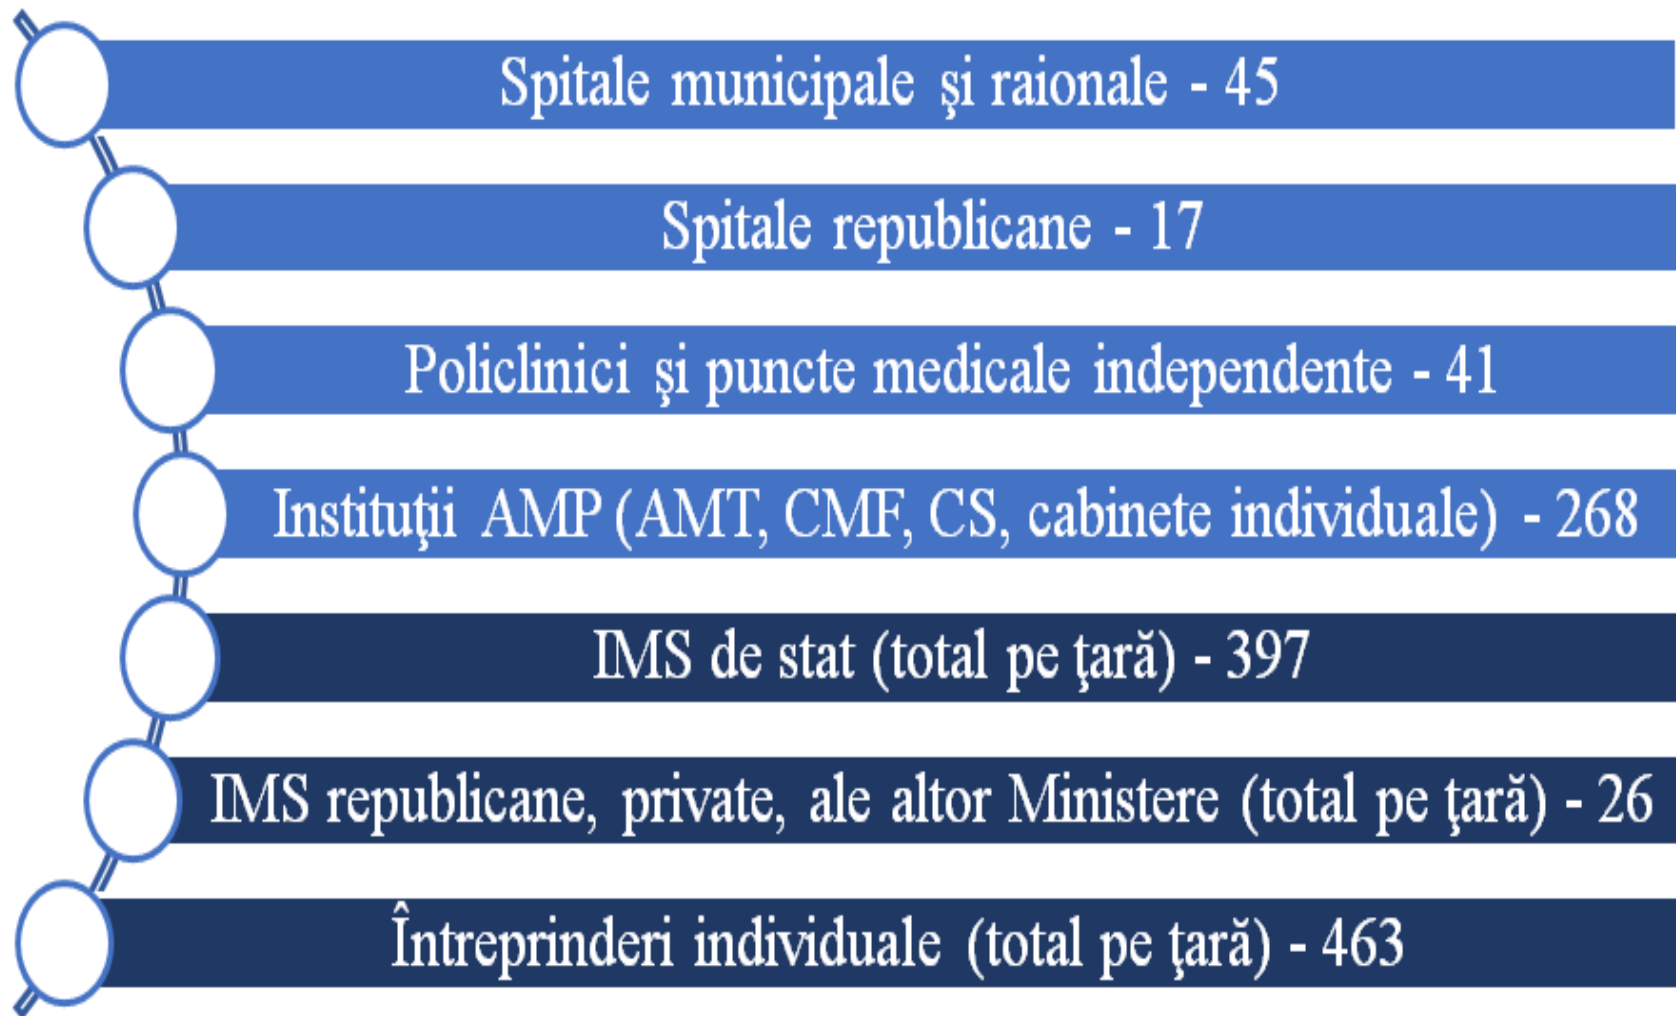 Spitale municipale şi raionale - 45
Spitale republicane - 17
Policlinici şi puncte medicale independente - 41
Instituţii AMP (AMT, CMF, CS, cabinete individuale) - 268
IMS de stat (total pe ţară) - 397
IMS republicane, private, ale altor Ministere (total pe ţară) - 26
Întreprinderi individuale (total pe ţară) - 463